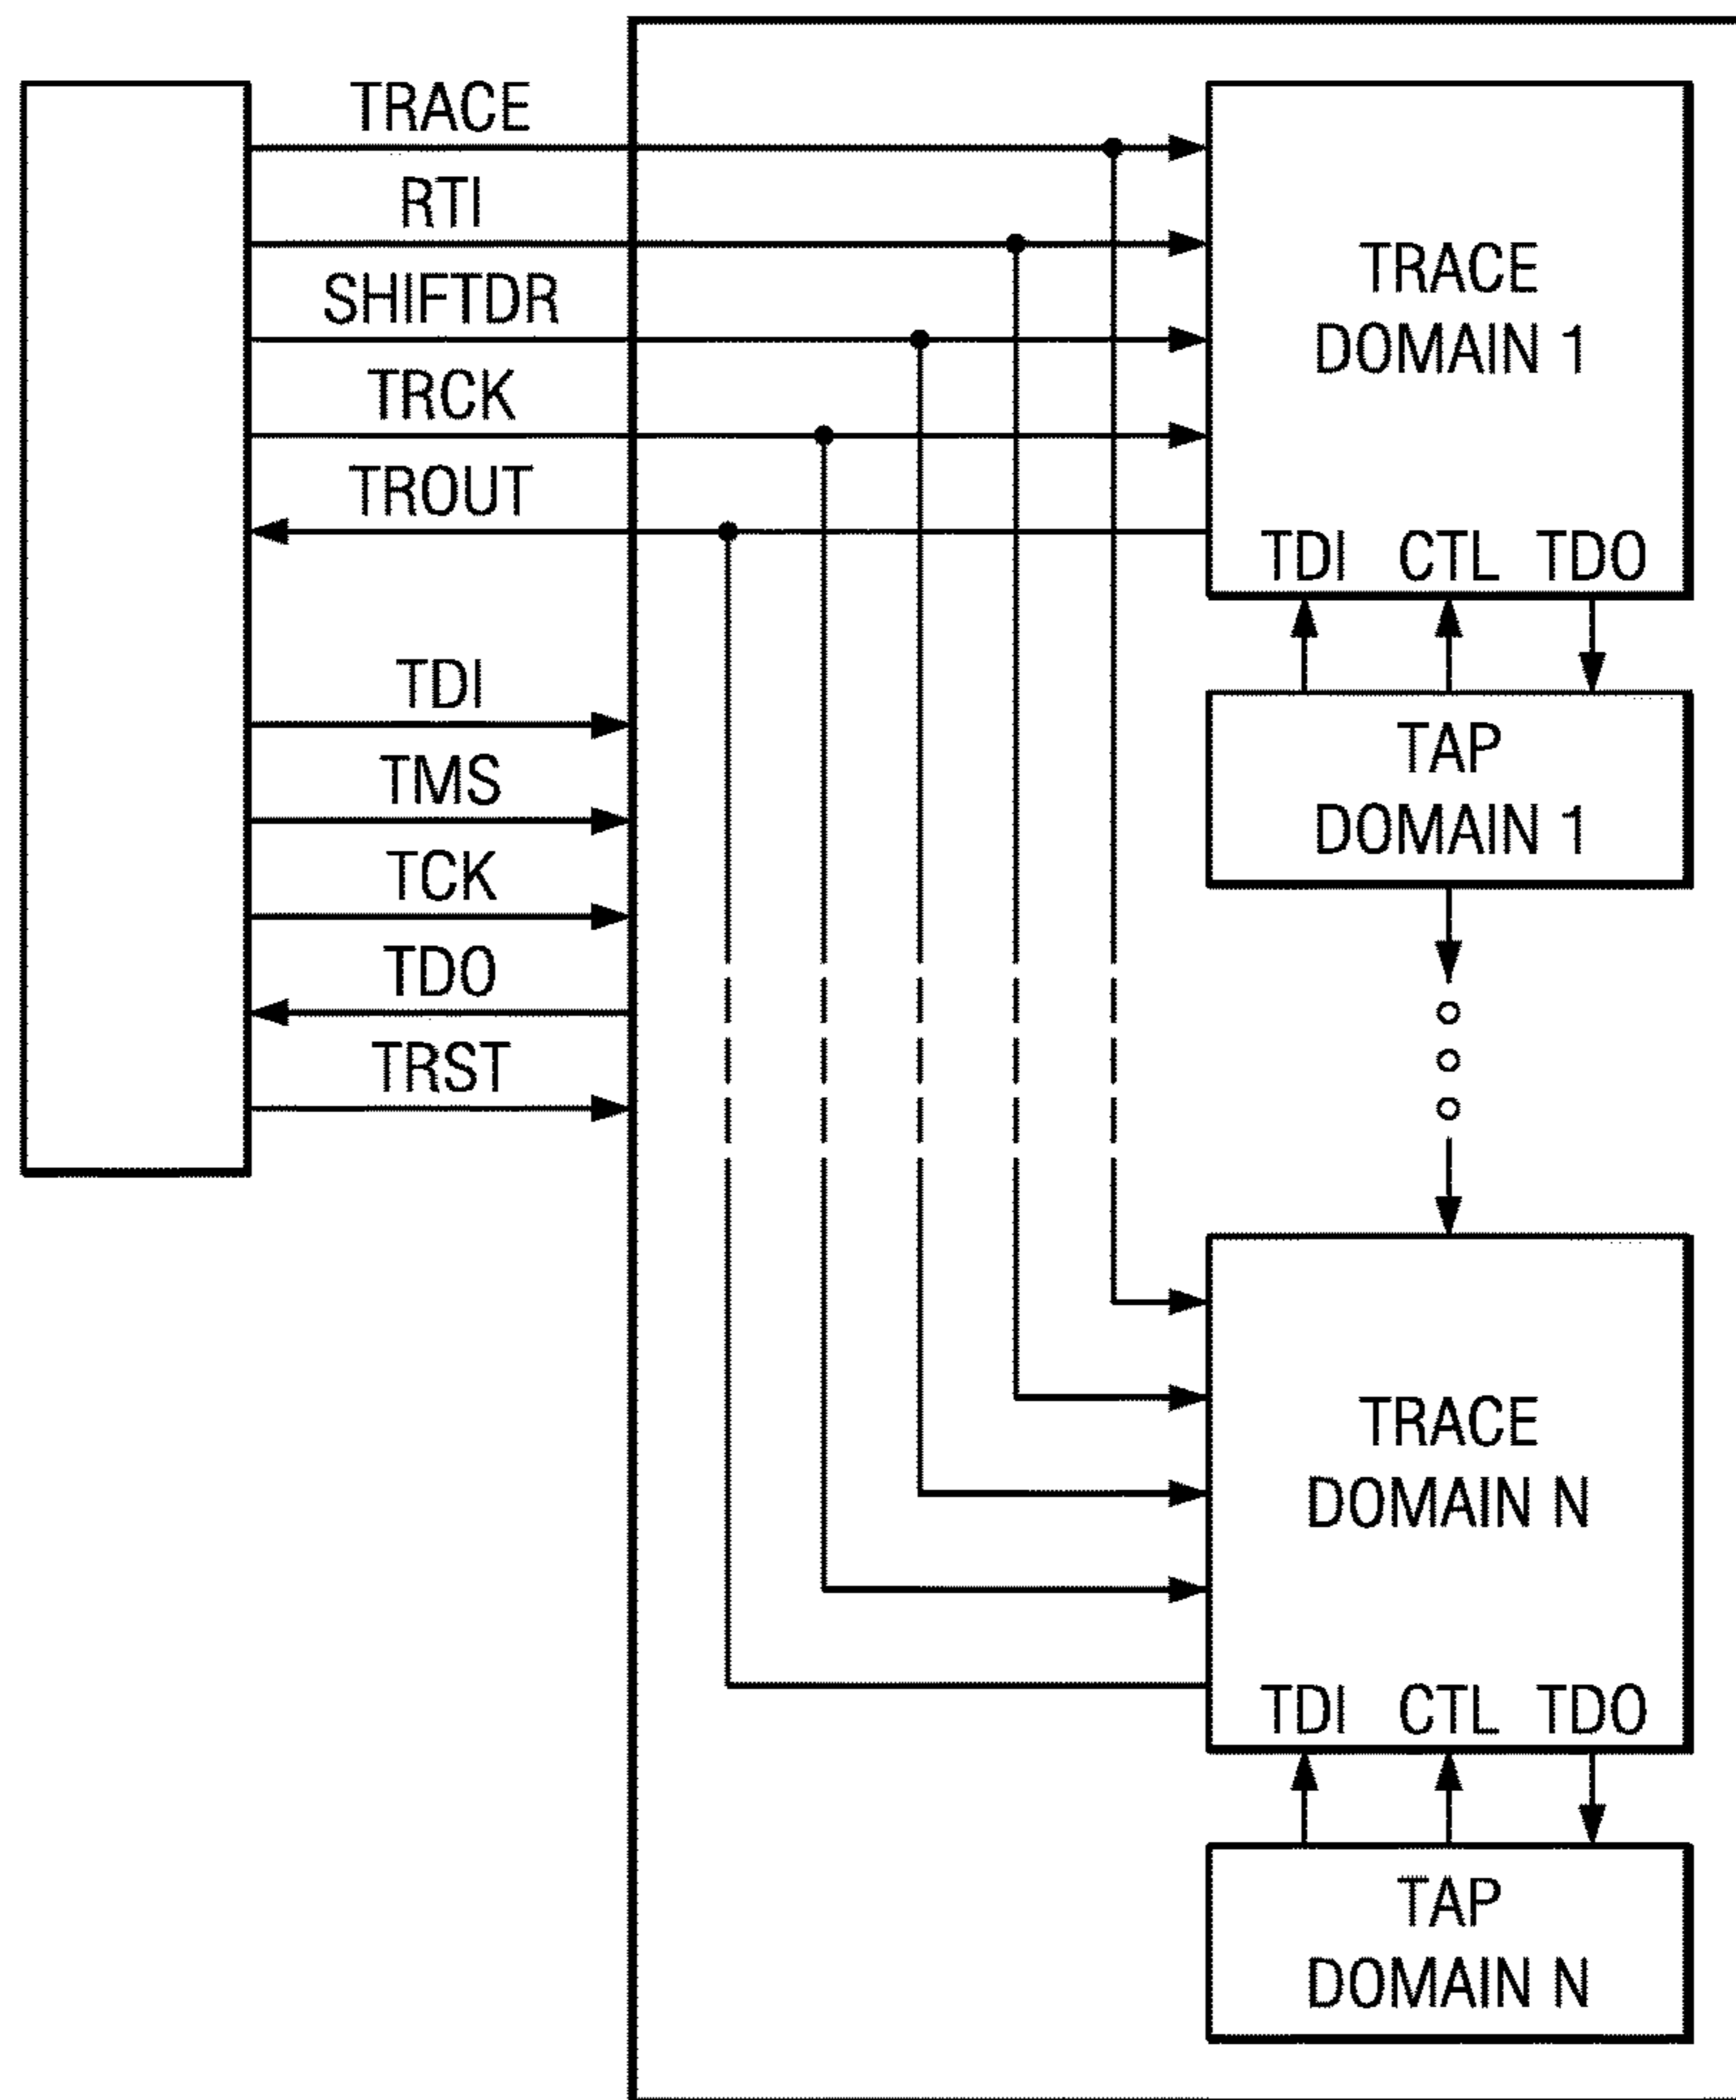 TRACE
RTI
SHIFTDR
TRCK
TROUT
TDI
TMS
TCK
TDO
TRST
TRACE
DOMAIN 1
TDI CTL TDO
TAP
DOMAIN 1
TRACE
DOMAIN N
TDI CTL TDO
TAP
DOMAIN N